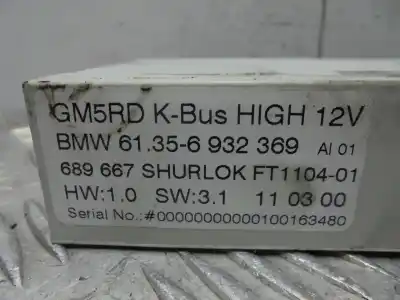 GM5RD K-Bus HIGH 12V
BMW 61.35-6 932 369 AI 01
689 667 SHURLOK FT1104-01
HW:1.0 SW:3.1 11 03 00
Serial No.:#00000000000100163480